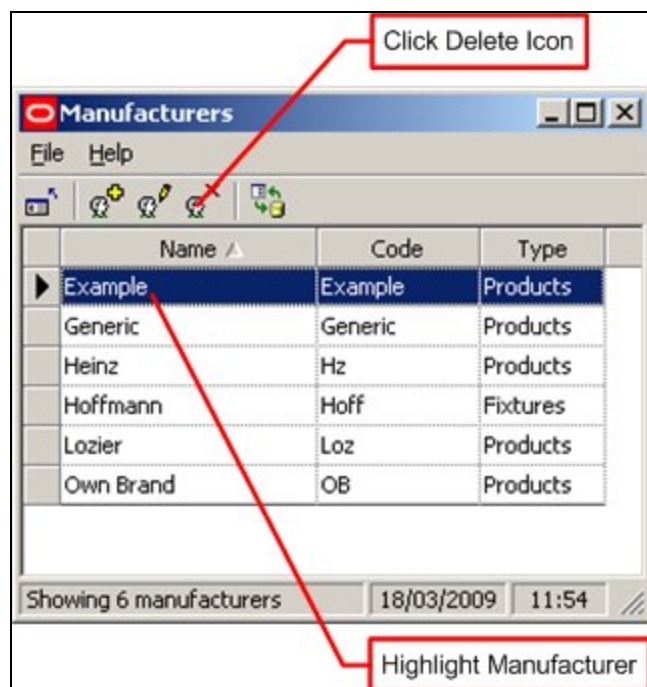 Click Delete Icon
Manufacturers
File Help
Name Code Type
Example Example Products
Generic Generic Products
Heinz Hz Products
Hoffmann Hoff Fixtures
Lozier Loz Products
Own Brand OB Products
Showing 6 manufacturers 18/03/2009 11:54
Highlight Manufacturer